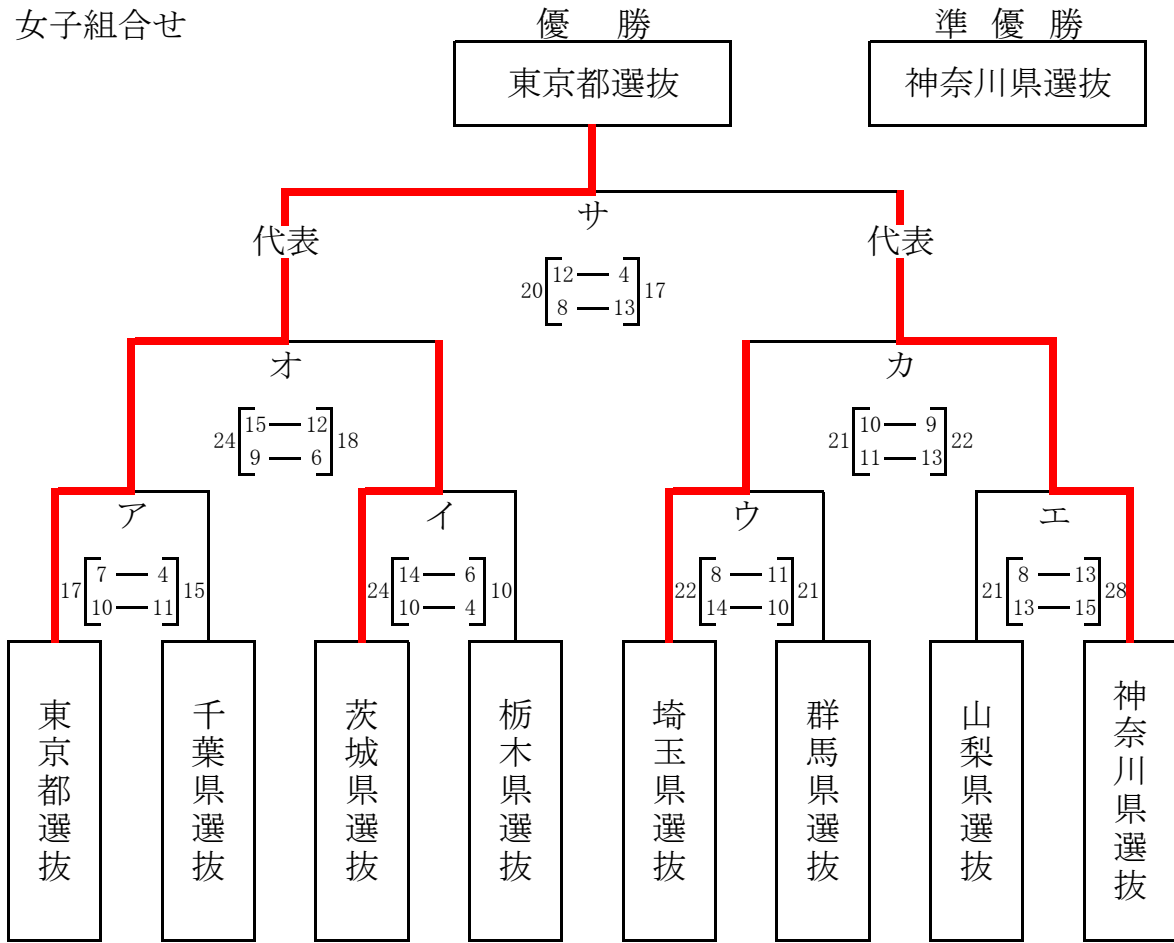 女子組合せ
優勝
準優勝
東京都選抜
神奈川県選抜
サ
代表
代表
20 12 4 17
8 13
オ
カ
24 15 12 18
9 6
21 10 9 22
11 13
ア
イ
ウ
エ
17 7 4 15
10 11
24 14 6 10
10 4
22 8 11 21
14 10
21 8 13 28
13 15
東京都選抜
千葉県選抜
茨城県選抜
栃木県選抜
埼玉県選抜
群馬県選抜
山梨県選抜
神奈川県選抜